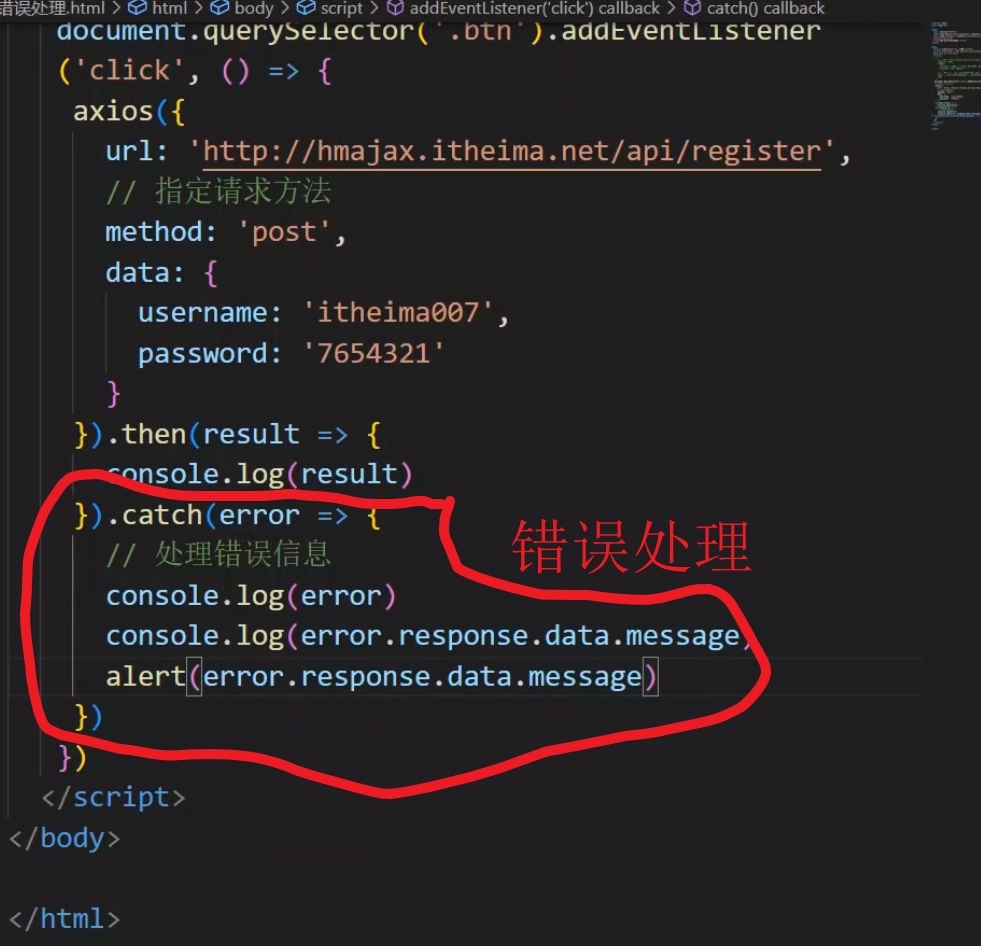 错误处理.html > html > body > script > addEventListener('click') callback > catch() callback
document.querySelector('.btn').addEventListener
('click', () => {
axios({
url: 'http://hmajax.itheima.net/api/register',
// 指定请求方法
method: 'post',
data: {
username: 'itheima007',
password: '7654321'
}
}).then(result => {
console.log(result)
}).catch(error => {
错误处理
// 处理错误信息
console.log(error)
console.log(error.response.data.message)
alert(error.response.data.message)
})
})
</script>
</body>
</html>